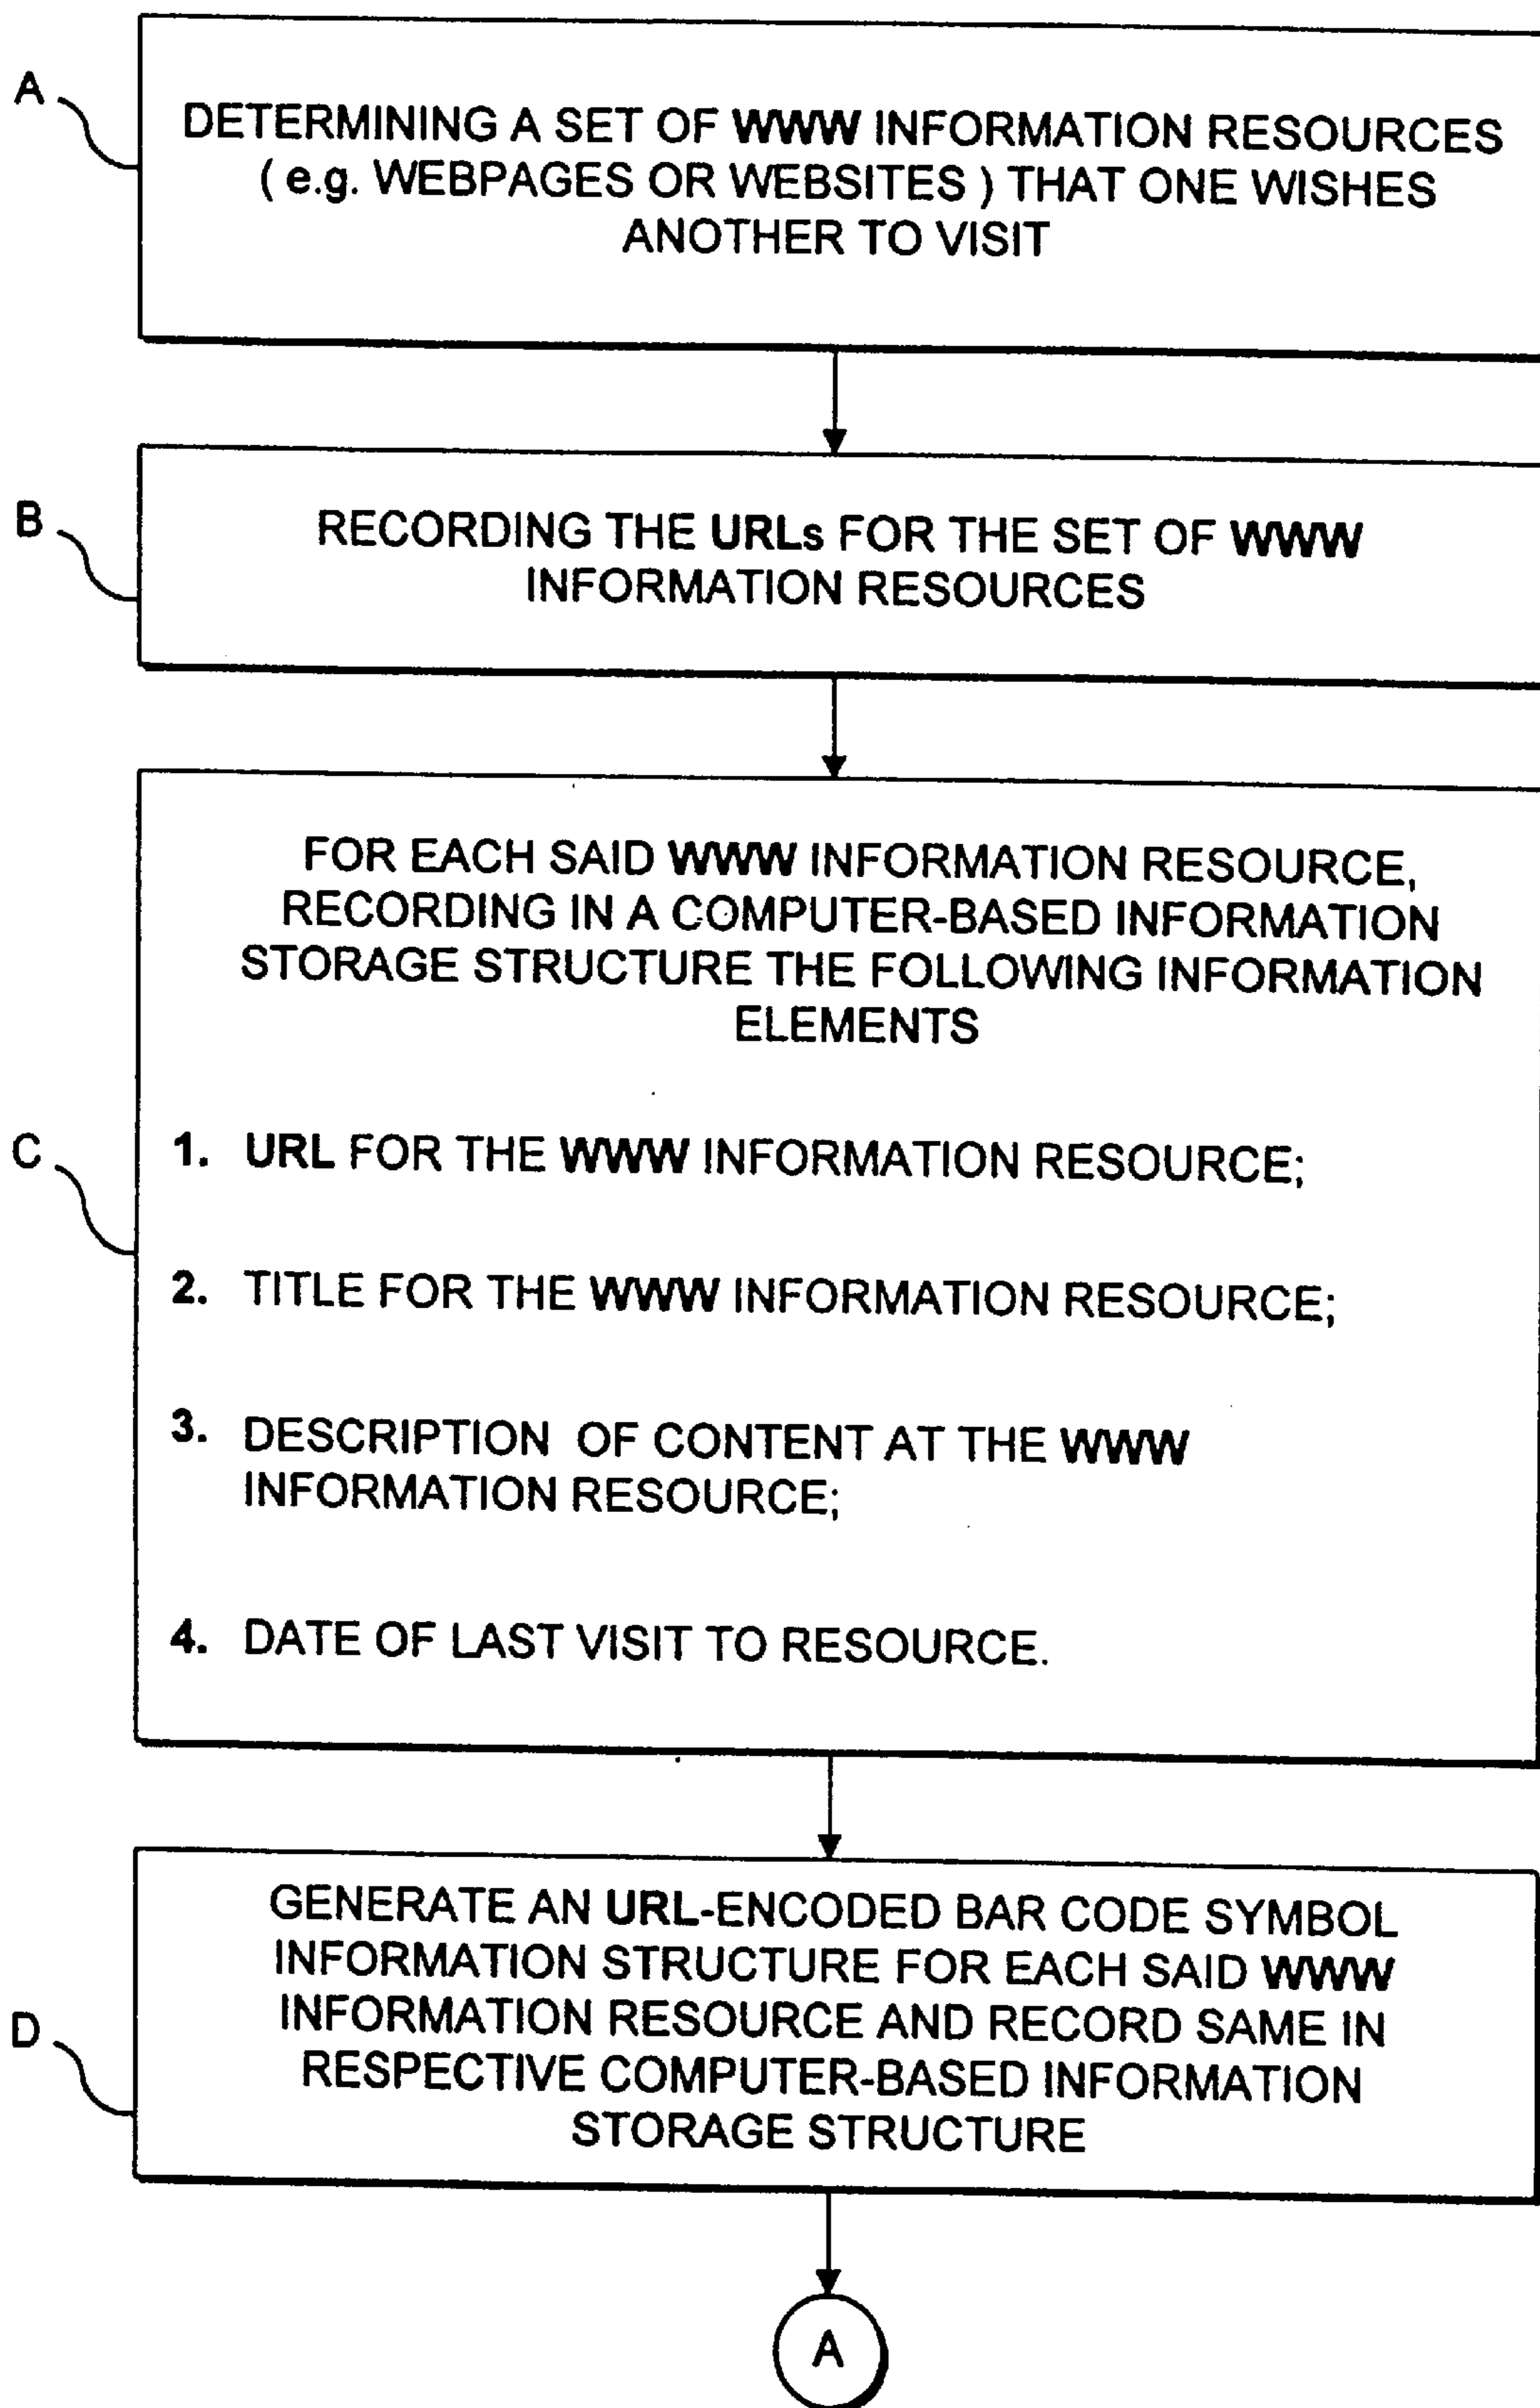 A
DETERMINING A SET OF WWW INFORMATION RESOURCES
( e.g. WEBPAGES OR WEBSITES ) THAT ONE WISHES
ANOTHER TO VISIT
B
RECORDING THE URLs FOR THE SET OF WWW
INFORMATION RESOURCES
C
FOR EACH SAID WWW INFORMATION RESOURCE,
RECORDING IN A COMPUTER-BASED INFORMATION
STORAGE STRUCTURE THE FOLLOWING INFORMATION
ELEMENTS
1. URL FOR THE WWW INFORMATION RESOURCE;
2. TITLE FOR THE WWW INFORMATION RESOURCE;
3. DESCRIPTION OF CONTENT AT THE WWW
INFORMATION RESOURCE;
4. DATE OF LAST VISIT TO RESOURCE.
D
GENERATE AN URL-ENCODED BAR CODE SYMBOL
INFORMATION STRUCTURE FOR EACH SAID WWW
INFORMATION RESOURCE AND RECORD SAME IN
RESPECTIVE COMPUTER-BASED INFORMATION
STORAGE STRUCTURE
A